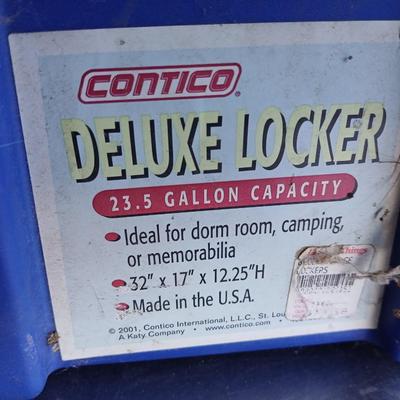 CONTICO®
DELUXE LOCKER
23.5 GALLON CAPACITY
Ideal for dorm room, camping,
or memorabilia
32" x 17" x 12.25"H
Made in the U.S.A.
© 2001, Contico International, L.L.C., St. Lou
A Katy Company • www.contico.com •
LOCKERS